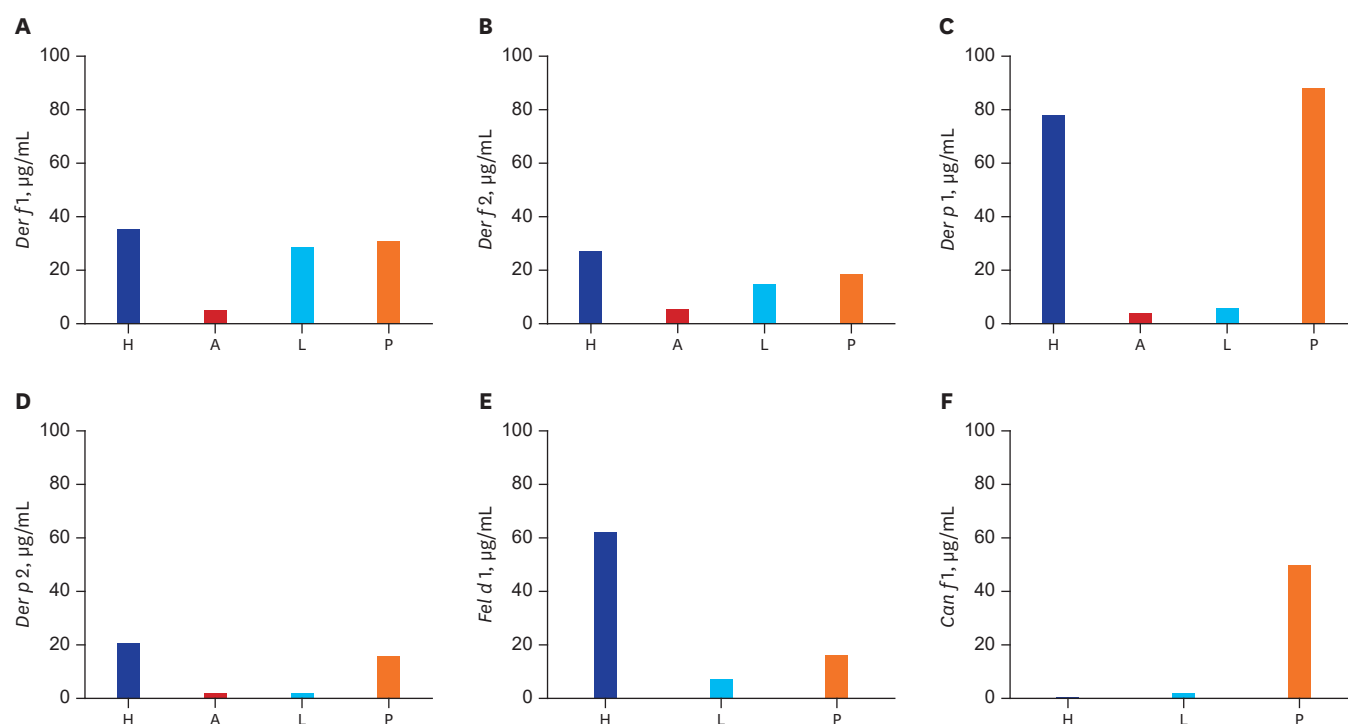 A
100
80
60
40
20
0
Der f 1, µg/mL
H A L P
B
100
80
60
40
20
0
Der f 2, µg/mL
H A L P
C
100
80
60
40
20
0
Der p 1, µg/mL
H A L P
D
100
80
60
40
20
0
Der p 2, µg/mL
H A L P
E
100
80
60
40
20
0
Fel d 1, µg/mL
H L P
F
100
80
60
40
20
0
Can f 1, µg/mL
H L P